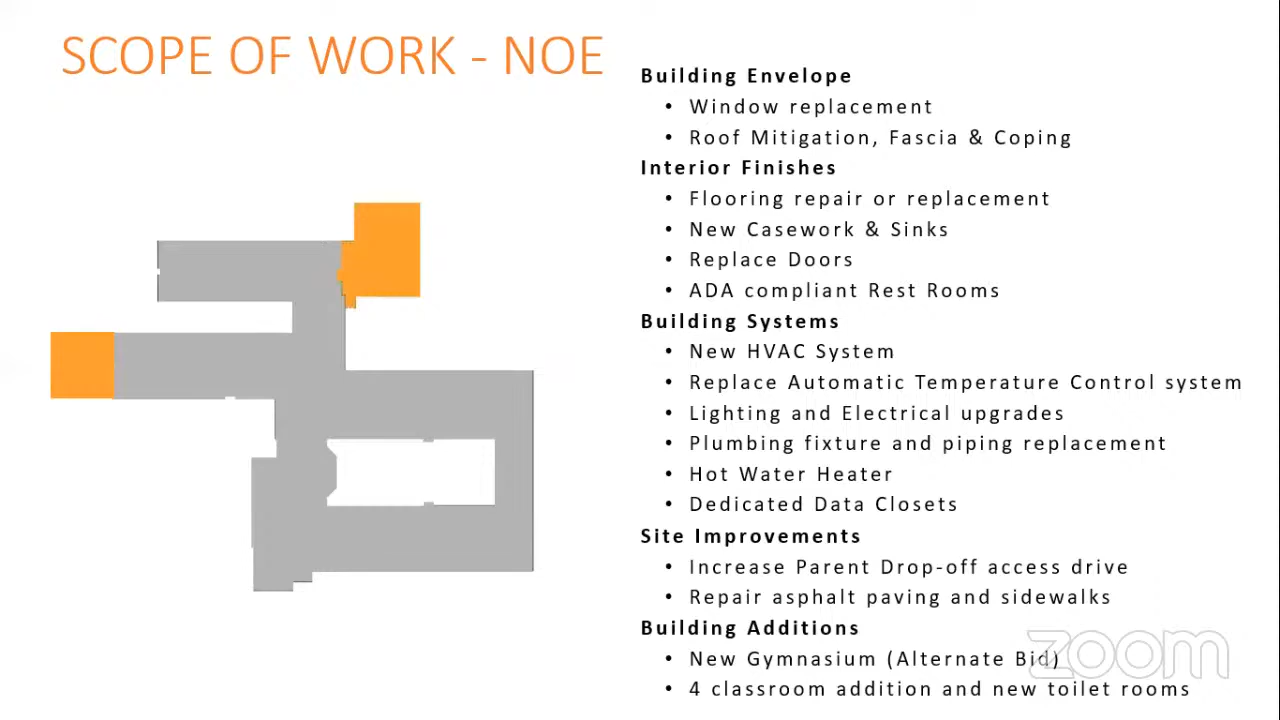 SCOPE OF WORK - NOE
Building Envelope
• Window replacement
• Roof Mitigation, Fascia & Coping
Interior Finishes
• Flooring repair or replacement
• New Casework & Sinks
• Replace Doors
• ADA compliant Rest Rooms
Building Systems
• New HVAC System
• Replace Automatic Temperature Control system
• Lighting and Electrical upgrades
• Plumbing fixture and piping replacement
• Hot Water Heater
• Dedicated Data Closets
Site Improvements
• Increase Parent Drop-off access drive
• Repair asphalt paving and sidewalks
Building Additions
• New Gymnasium (Alternate Bid)
• 4 classroom addition and new toilet rooms
zoom